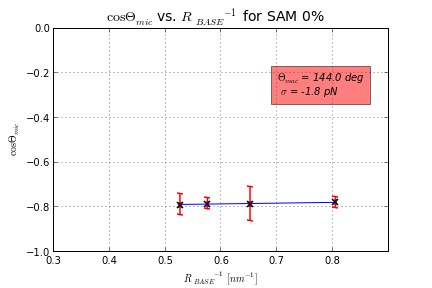 cosΘmic vs. R BASE⁻¹ for SAM 0%
0.0
−0.2
−0.4
−0.6
−0.8
−1.0
cosΘmic
Θmac = 144.0 deg
σ = -1.8 pN
0.3 0.4 0.5 0.6 0.7 0.8
R BASE⁻¹ [nm⁻¹]